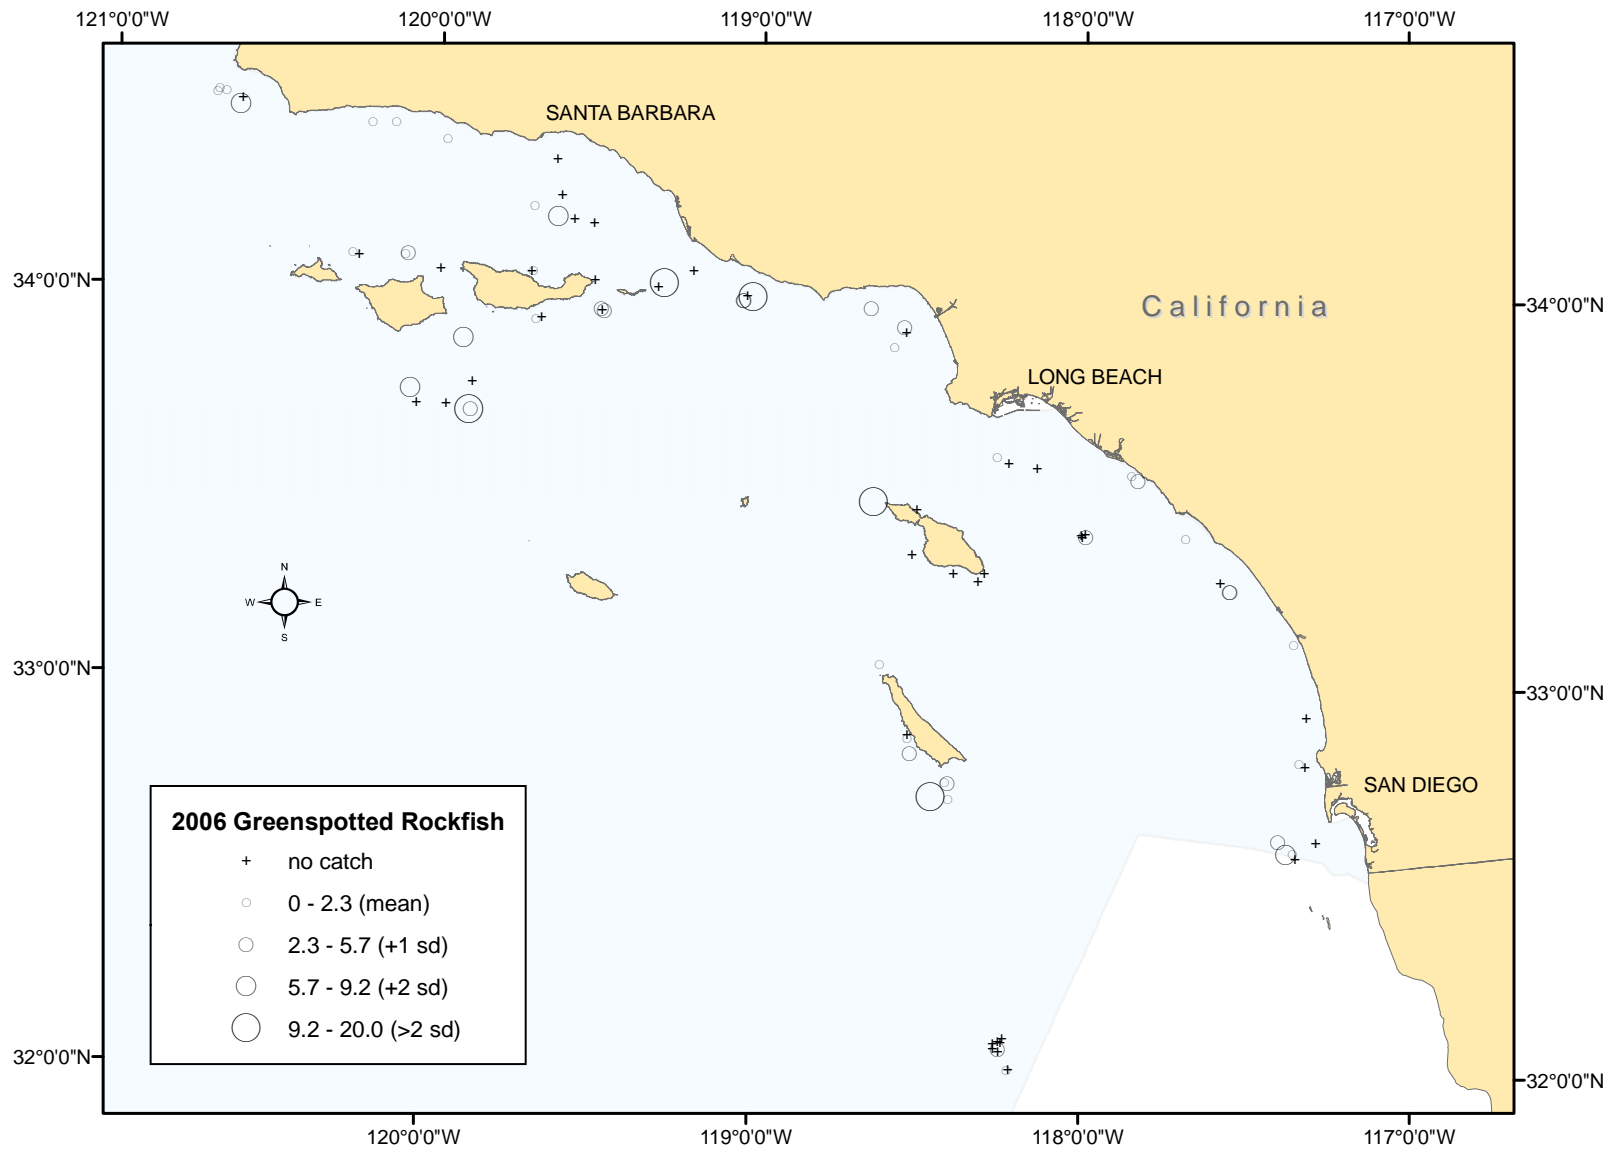 121°0'0"W 120°0'0"W 119°0'0"W 118°0'0"W 117°0'0"W
SANTA BARBARA
34°0'0"N
California
34°0'0"N
LONG BEACH
N
W E
S
33°0'0"N
33°0'0"N
SAN DIEGO
2006 Greenspotted Rockfish
no catch
0 - 2.3 (mean)
2.3 - 5.7 (+1 sd)
5.7 - 9.2 (+2 sd)
9.2 - 20.0 (>2 sd)
32°0'0"N
32°0'0"N
120°0'0"W 119°0'0"W 118°0'0"W 117°0'0"W